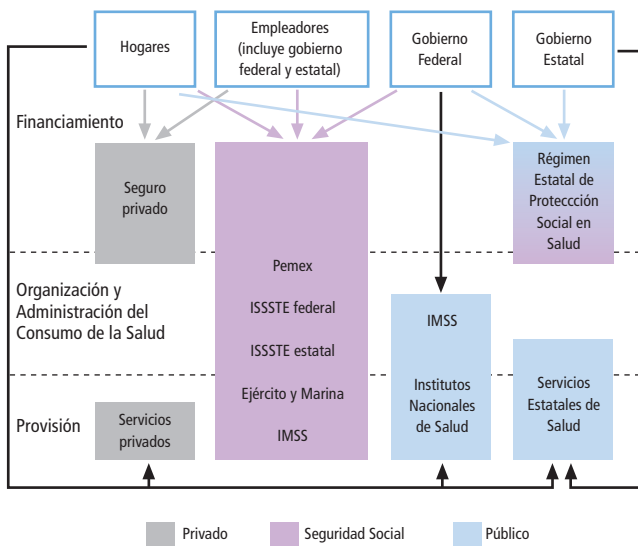 Hogares
Empleadores
(incluye gobierno
federal y estatal)
Gobierno
Federal
Gobierno
Estatal
Financiamiento
Seguro
privado
Régimen
Estatal de
Proteccción
Social en
Salud
Organización y
Administración del
Consumo de la Salud
Pemex
ISSSTE federal
ISSSTE estatal
Ejército y Marina
IMSS
IMSS
Institutos
Nacionales
de Salud
Servicios
Estatales de
Salud
Provisión
Servicios
privados
Privado
Seguridad Social
Público